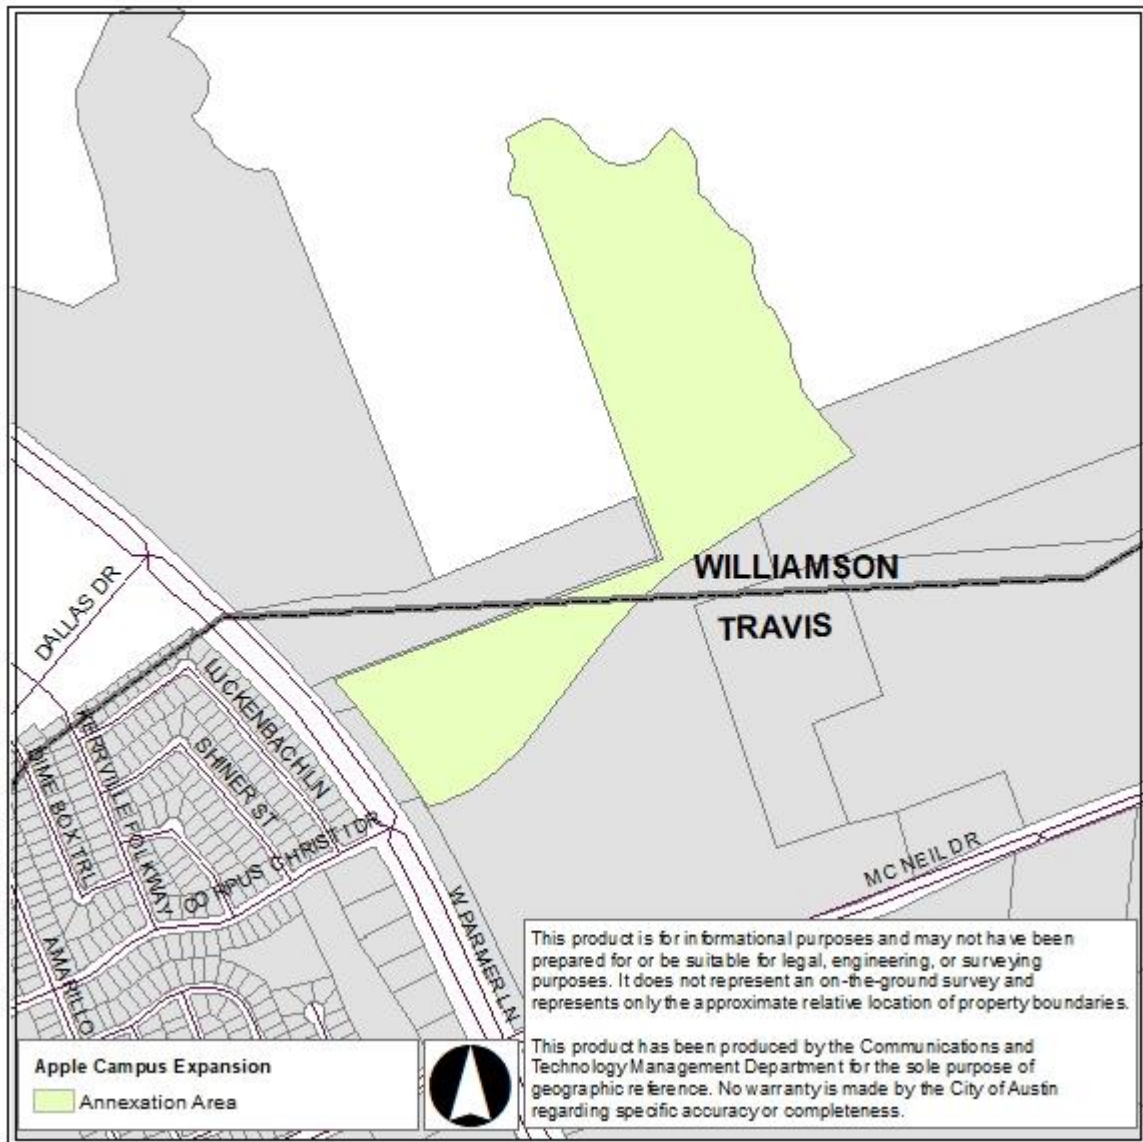 WILLIAMSON
TRAVIS
DALLAS DR
LUCKENBACH LN
KERRVILLE FOLKWAY
SHINER ST
DIME BOX TRL
CORPUS CHRISTI DR
AMARILLO
W PARMER LN
MC NEIL DR
This product is for informational purposes and may not have been
prepared for or be suitable for legal, engineering, or surveying
purposes. It does not represent an on-the-ground survey and
represents only the approximate relative location of property boundaries.
This product has been produced by the Communications and
Technology Management Department for the sole purpose of
geographic reference. No warranty is made by the City of Austin
regarding specific accuracy or completeness.
Apple Campus Expansion
Annexation Area